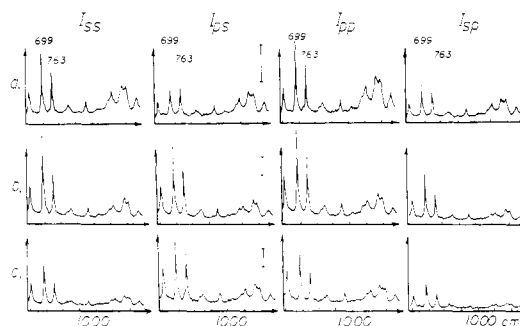 Iss Ips Ipp Isp
699 699 699 699
763 763 763 763
a.
b.
1000 1000 1000 1000 cm